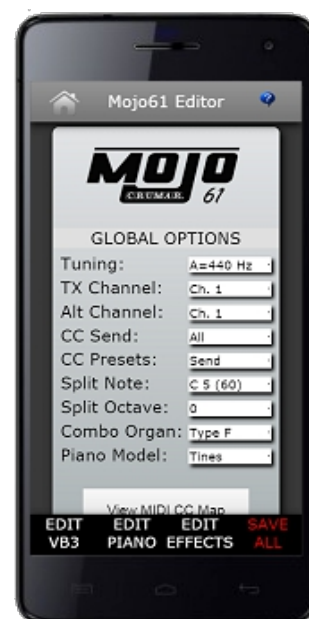 Mojo61 Editor
MOJO
CRUMAR
61
GLOBAL OPTIONS
Tuning: A=440 Hz
TX Channel: Ch. 1
Alt Channel: Ch. 1
CC Send: All
CC Presets: Send
Split Note: C 5 (60)
Split Octave: 0
Combo Organ: Type F
Piano Model: Tines
View MIDI CC Map
EDIT EDIT EDIT SAVE
VB3 PIANO EFFECTS ALL